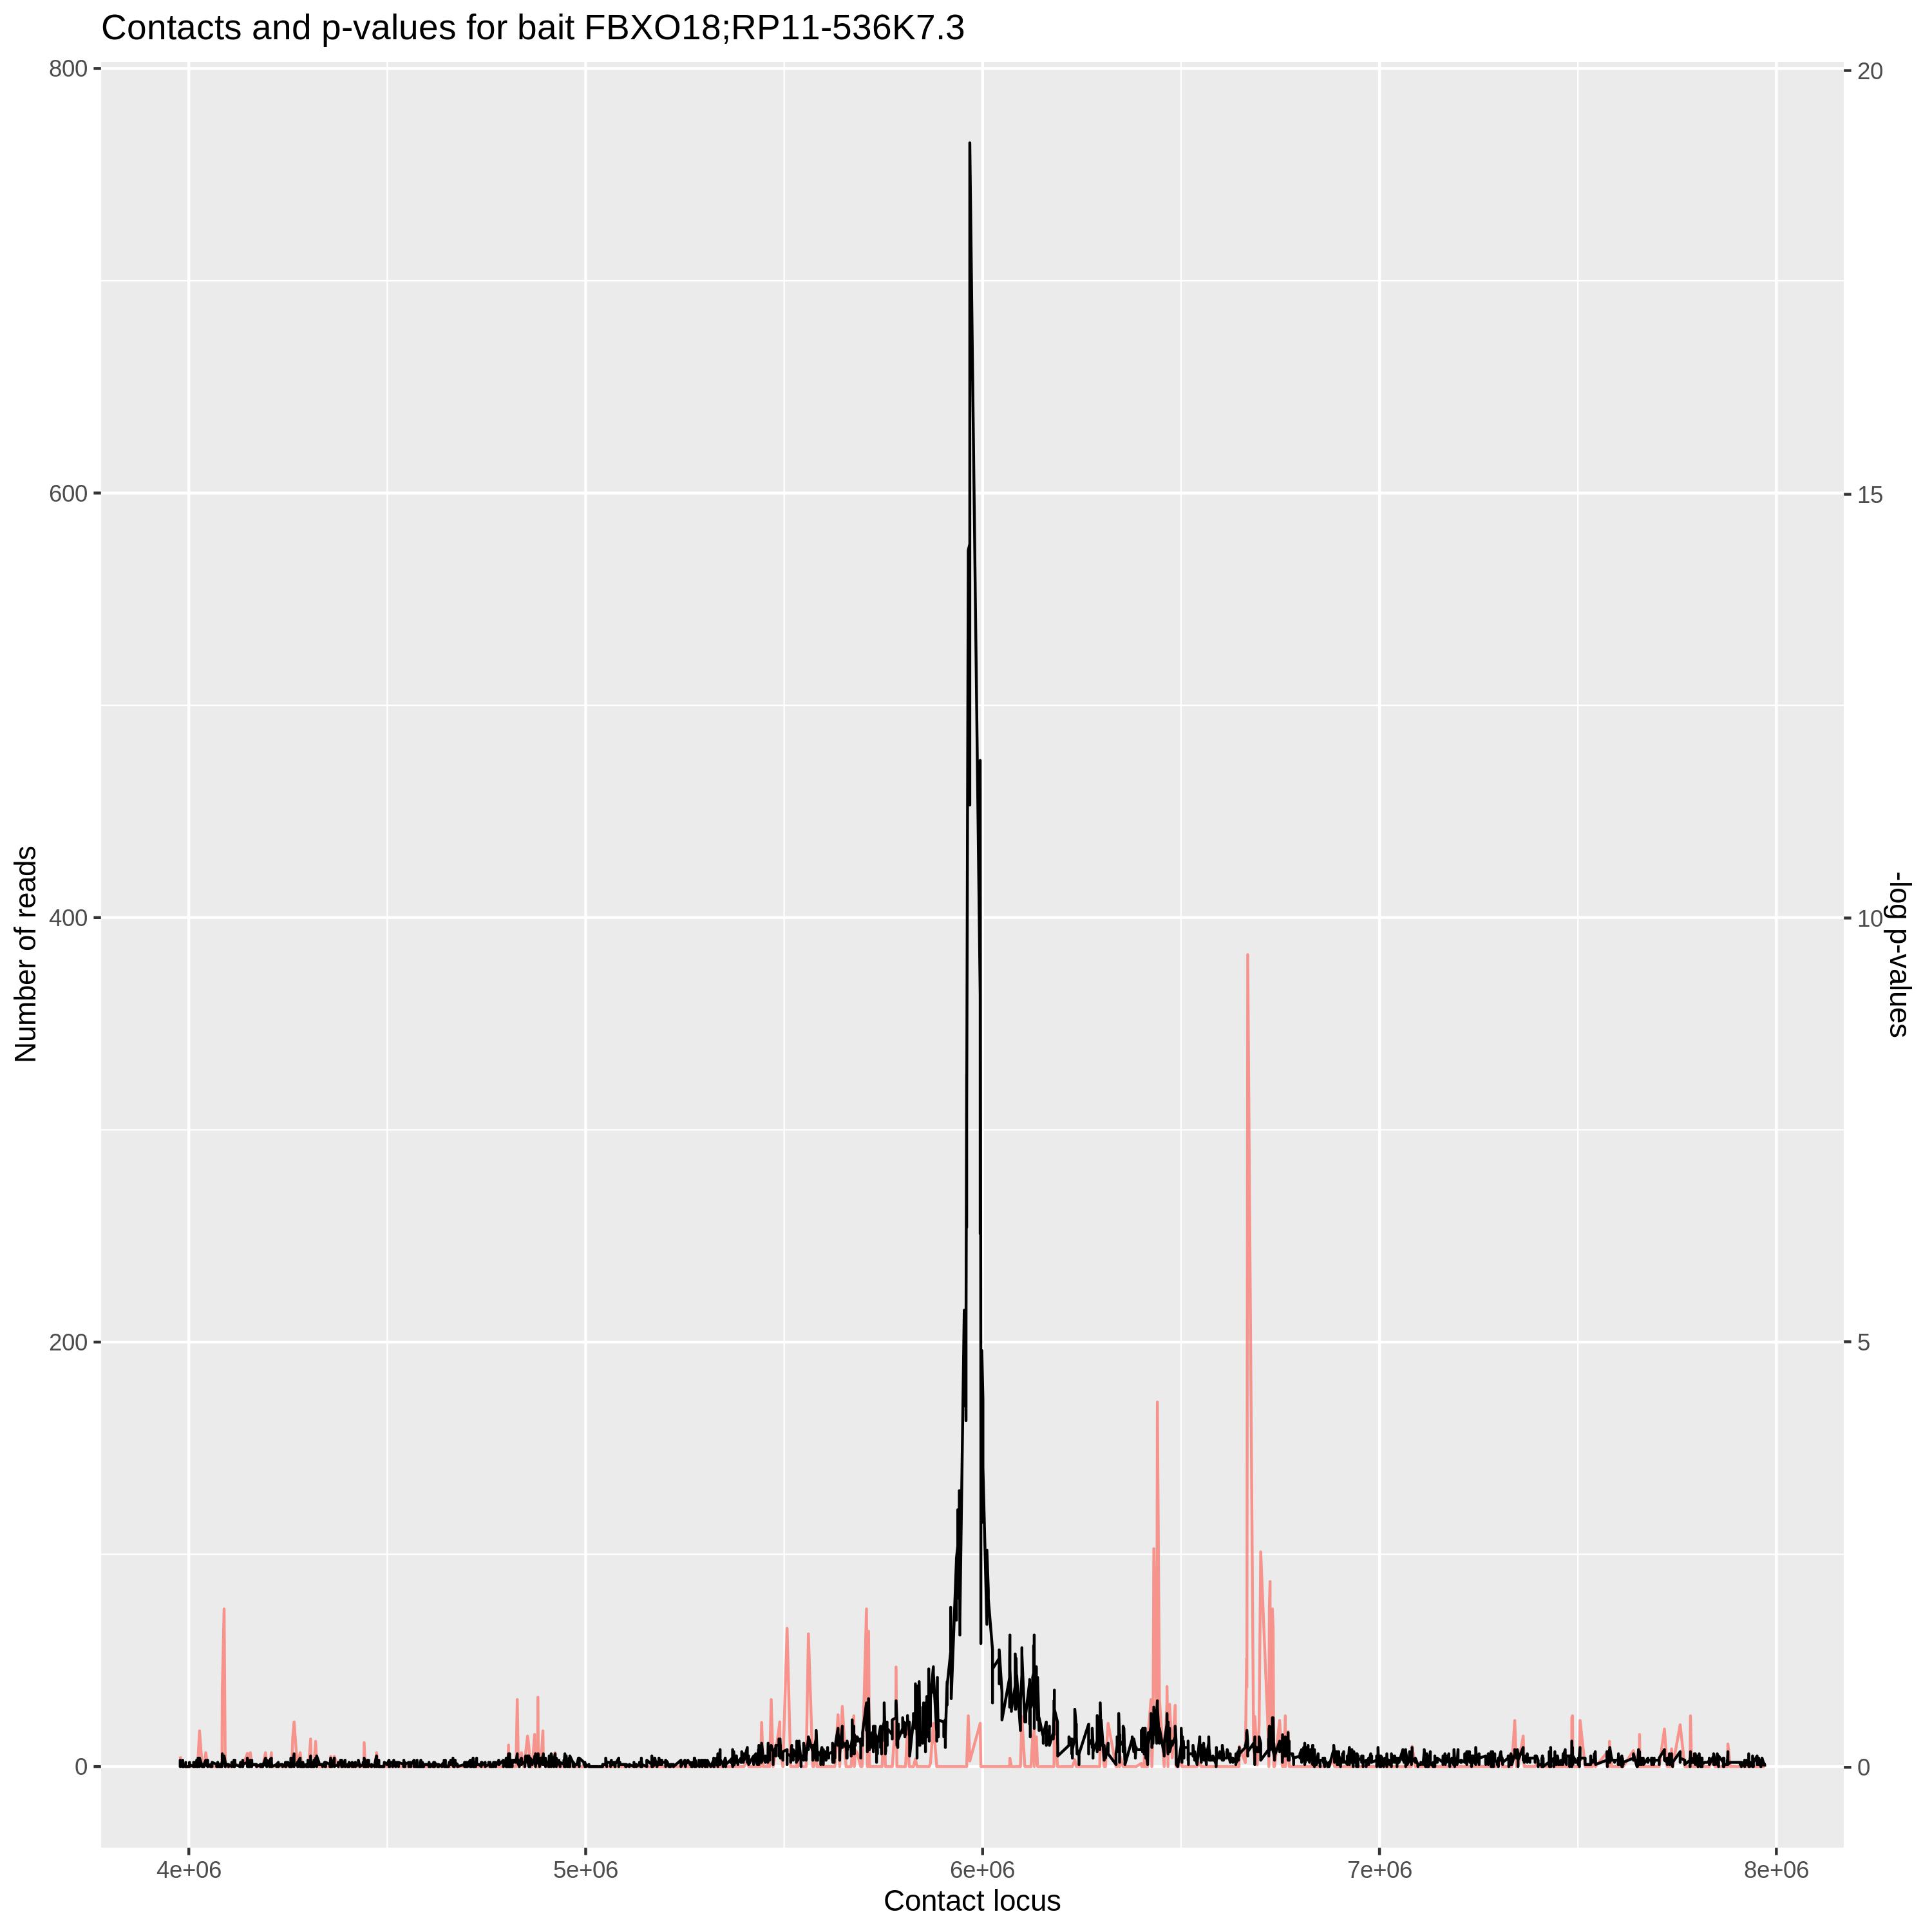 Contacts and p-values for bait FBXO18;RP11-536K7.3
800
600
400
200
0
Number of reads
20
15
10
5
0
-log p-values
4e+06
5e+06
6e+06
7e+06
8e+06
Contact locus